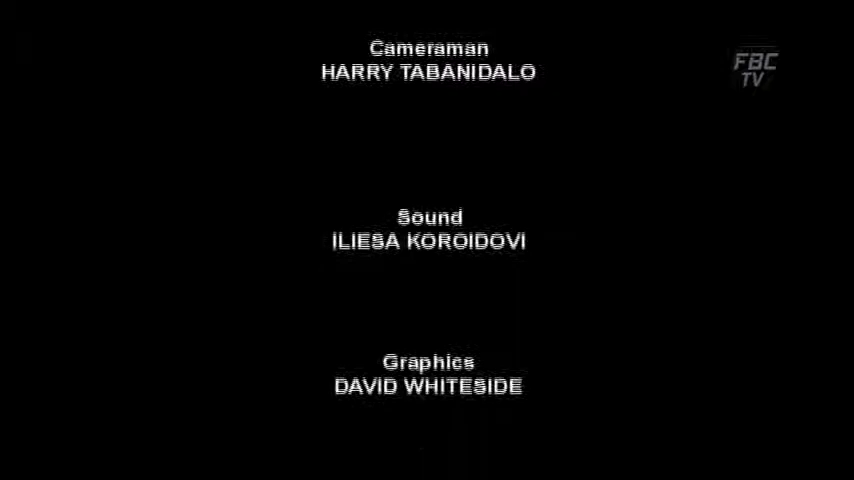 Cameraman
HARRY TABANIDALO
FBC
TV
Sound
ILIESA KOROIDOVI
Graphics
DAVID WHITESIDE